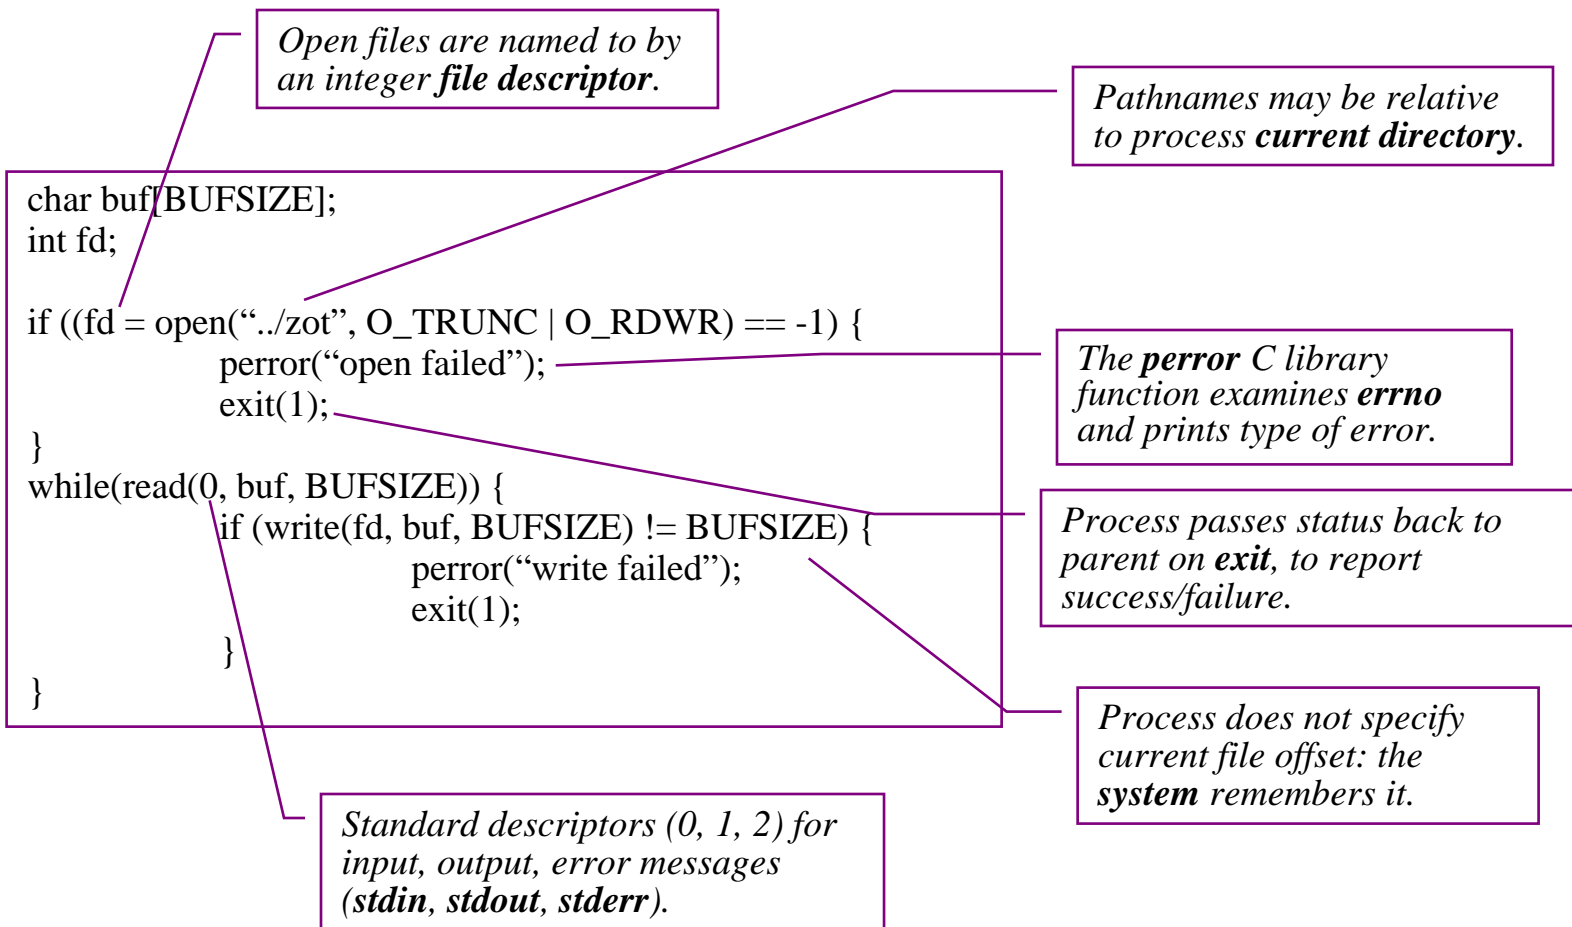 Open files are named to by
an integer file descriptor.
Pathnames may be relative
to process current directory.
char buf[BUFSIZE];
int fd;
if ((fd = open(“../zot”, O_TRUNC | O_RDWR) == -1) {
perror(“open failed”);
exit(1);
}
while(read(0, buf, BUFSIZE)) {
if (write(fd, buf, BUFSIZE) != BUFSIZE) {
perror(“write failed”);
exit(1);
}
}
The perror C library
function examines errno
and prints type of error.
Process passes status back to
parent on exit, to report
success/failure.
Process does not specify
current file offset: the
system remembers it.
Standard descriptors (0, 1, 2) for
input, output, error messages
(stdin, stdout, stderr).